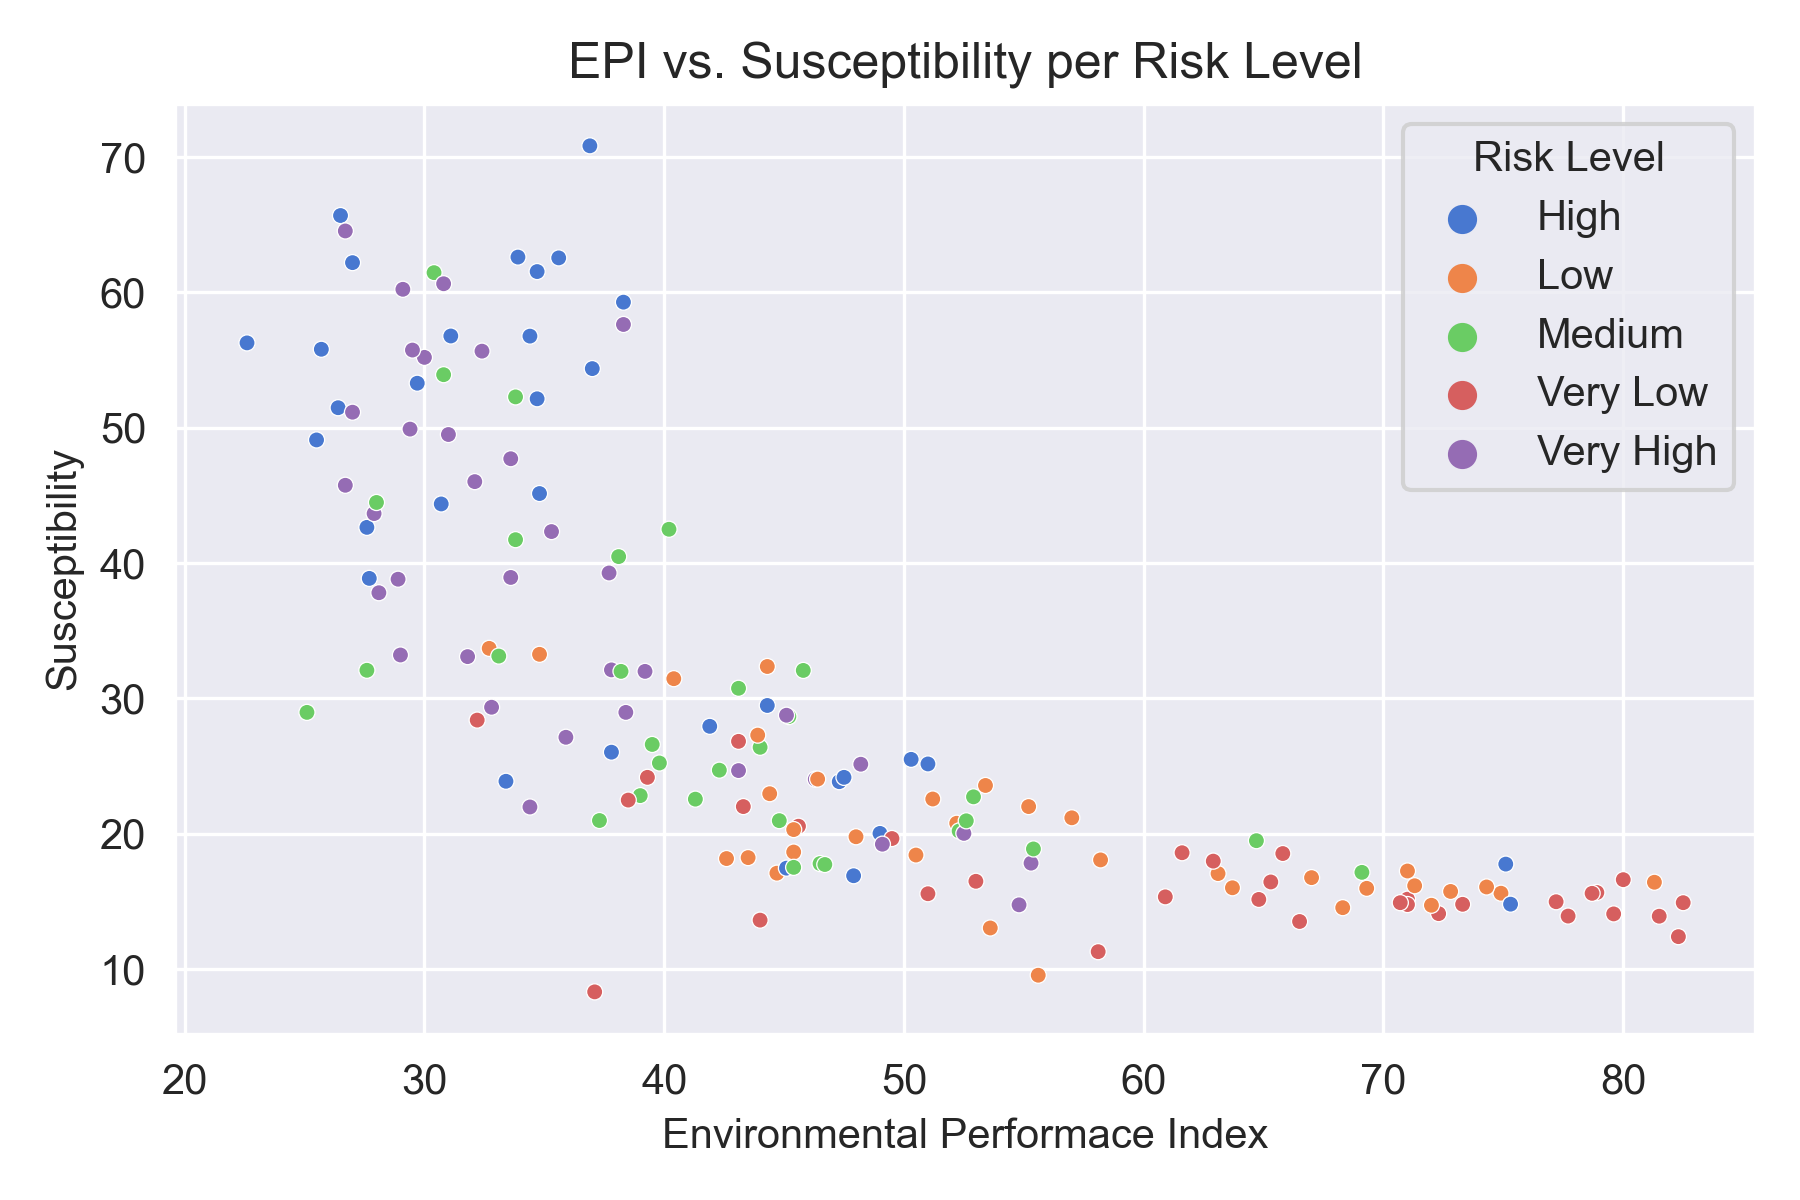 EPI vs. Susceptibility per Risk Level
Risk Level
High
Low
Medium
Very Low
Very High
Susceptibility
70
60
50
40
30
20
10
20 30 40 50 60 70 80
Environmental Performace Index